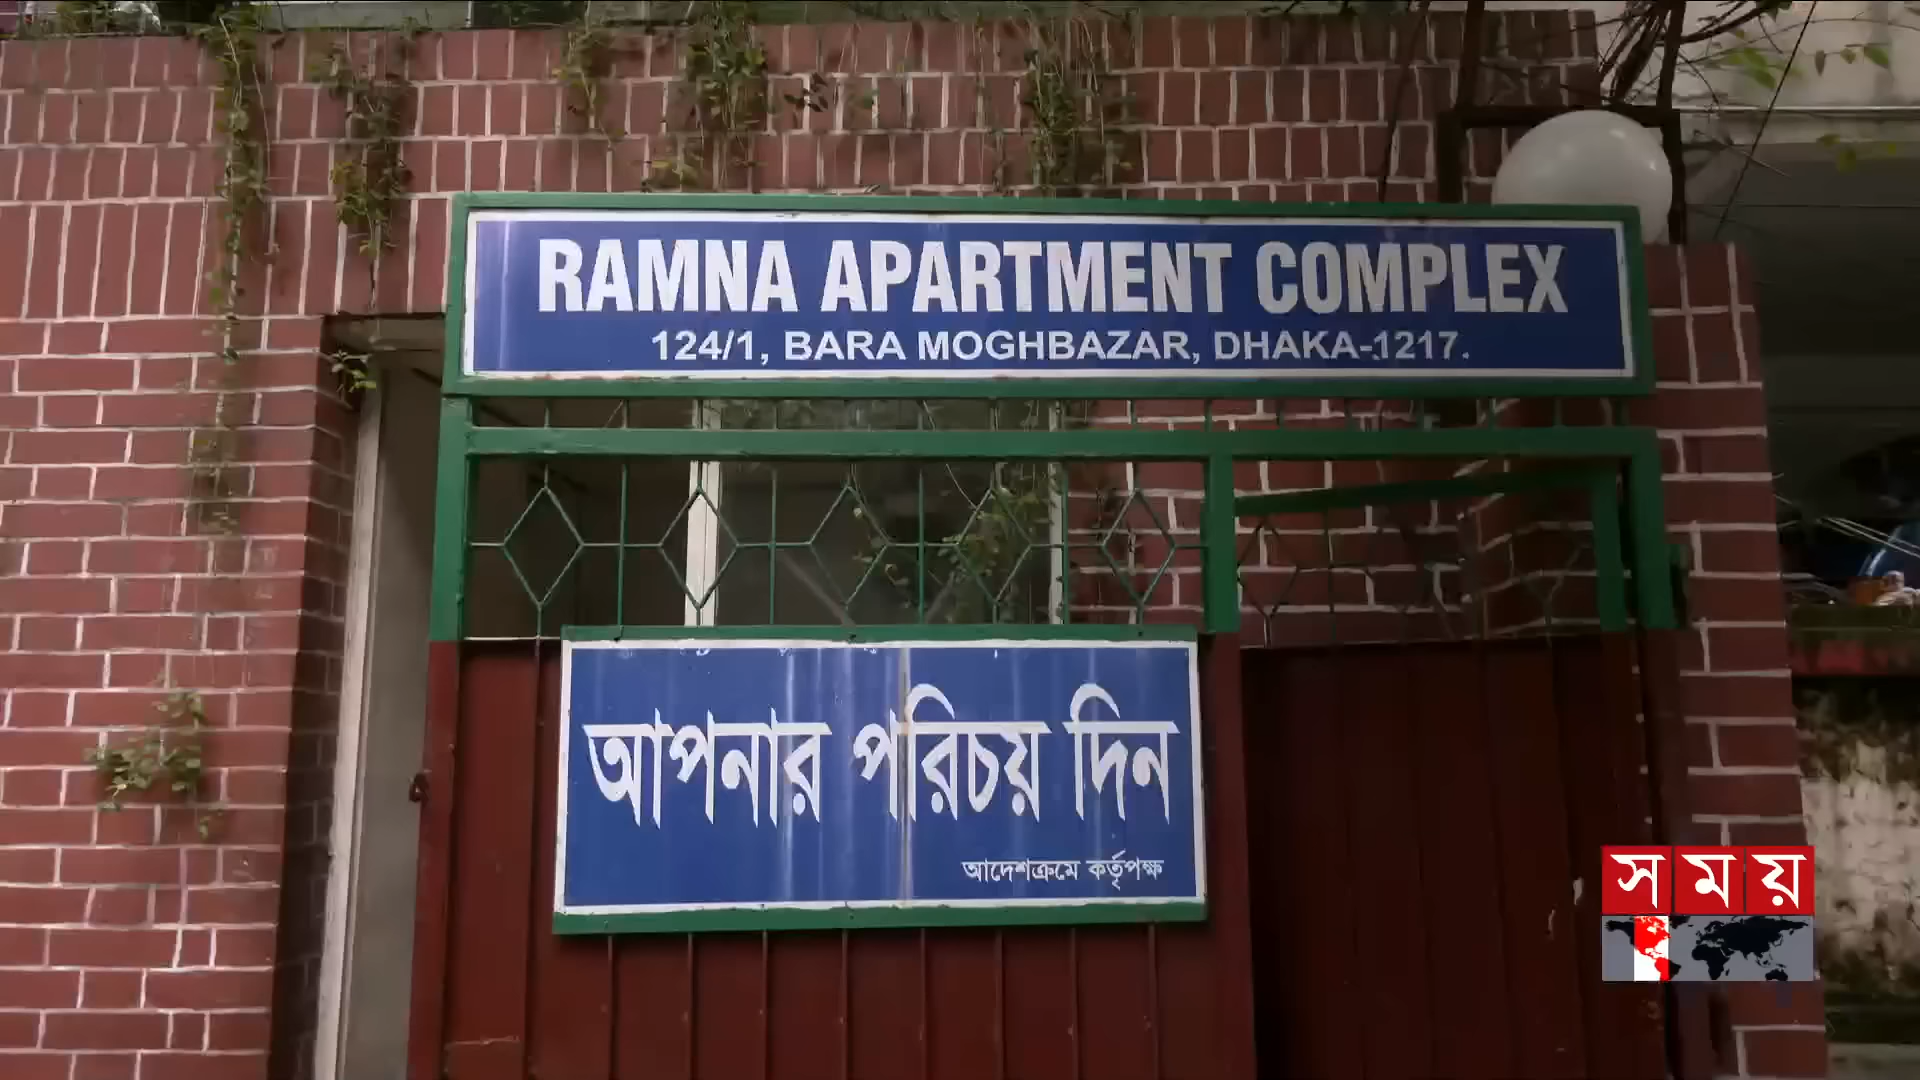 RAMNA APARTMENT COMPLEX
124/1, BARA MOGHBAZAR, DHAKA-1217.
আপনার পরিচয় দিন
আদেশক্রমে কর্তৃপক্ষ
সময়